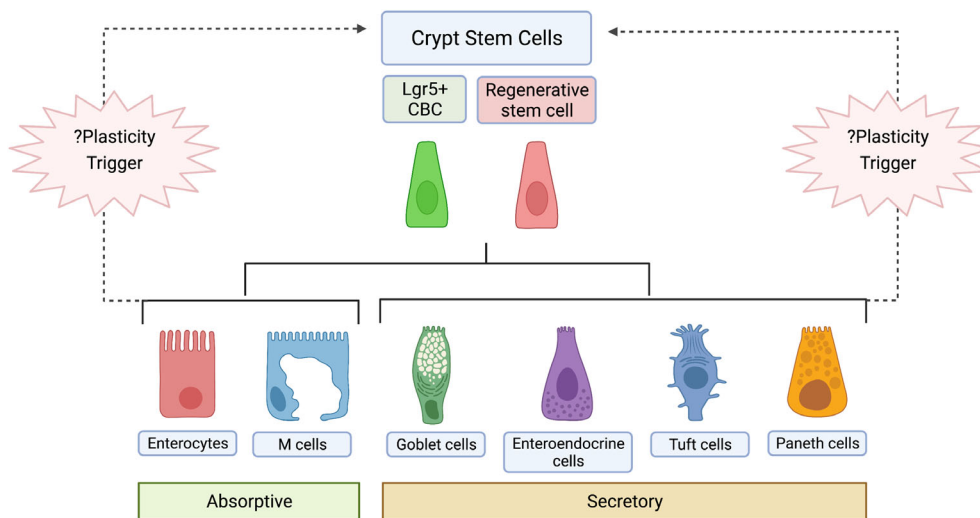 Crypt Stem Cells
Lgr5+
CBC
Regenerative
stem cell
?Plasticity
Trigger
?Plasticity
Trigger
Enterocytes
M cells
Goblet cells
Enteroendocrine
cells
Tuft cells
Paneth cells
Absorptive
Secretory